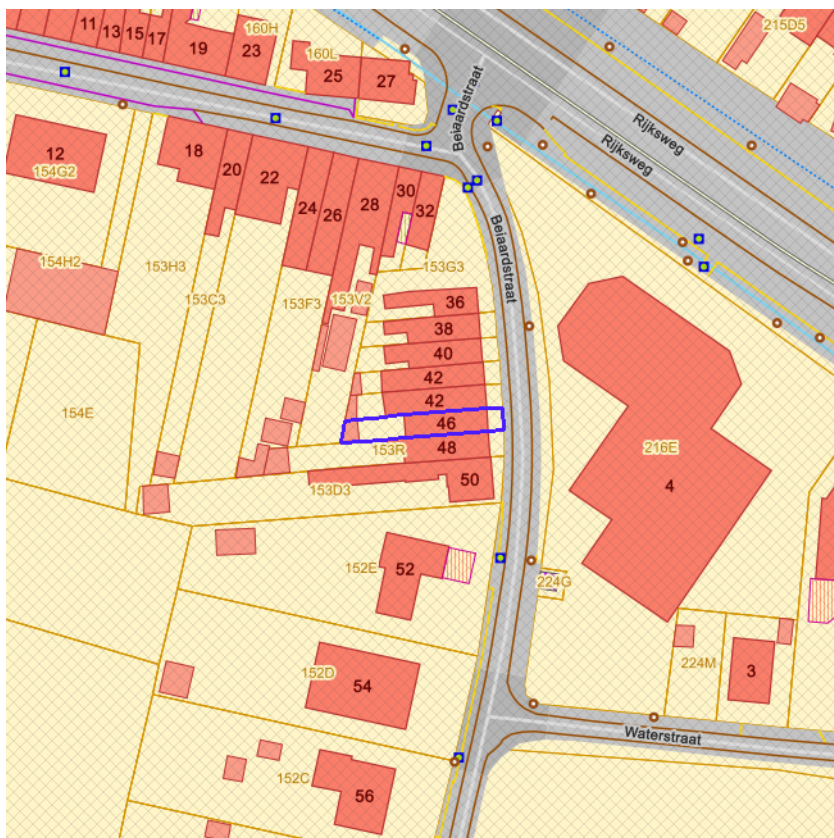 11
13
15
17
19
160H
23
160L
25
27
215D5
Beiaardstraat
Rijksweg
Rijksweg
12
154G2
18
20
22
24
26
28
30
32
Beiaardstraat
154H2
153H3
153C3
153F3
153V2
153G3
36
38
40
42
42
46
48
50
154E
153R
153D3
216E
4
152E
52
224G
152D
54
224M
3
Waterstraat
152C
56